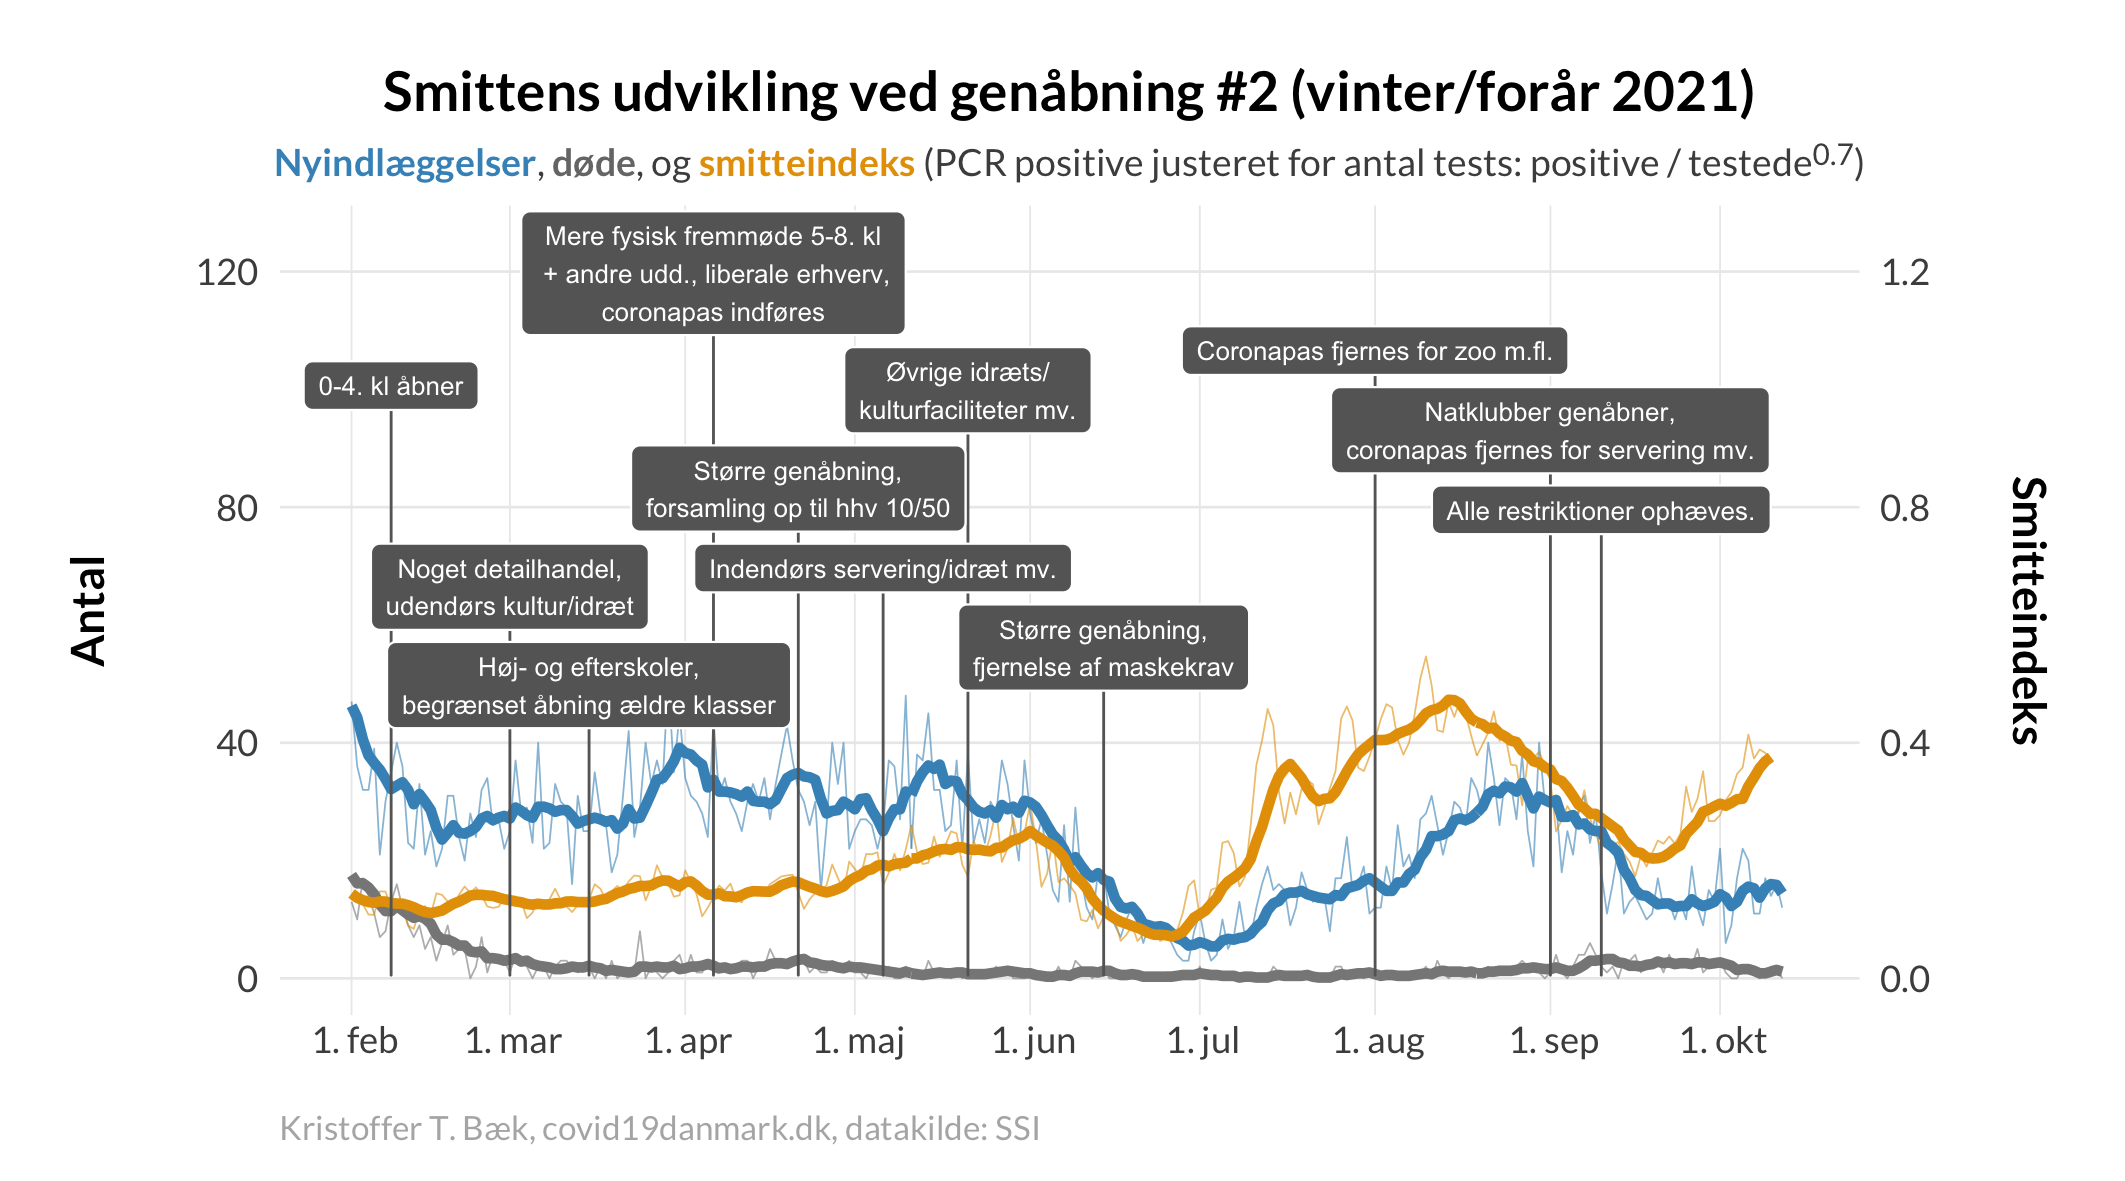 Smittens udvikling ved genåbning #2 (vinter/forår 2021)
Nyindlæggelser, døde, og smitteindeks (PCR positive justeret for antal tests: positive / testede^0.7)
Mere fysisk fremmøde 5-8. kl
+ andre udd., liberale erhverv,
coronapas indføres
120
1.2
Coronapas fjernes for zoo m.fl.
0-4. kl åbner
Øvrige idræts/
kulturfaciliteter mv.
Natklubber genåbner,
coronapas fjernes for servering mv.
Større genåbning,
forsamling op til hhv 10/50
80
0.8
Alle restriktioner ophæves.
Noget detailhandel,
udendørs kultur/idræt
Indendørs servering/idræt mv.
Større genåbning,
fjernelse af maskekrav
Høj- og efterskoler,
begrænset åbning ældre klasser
Antal
Smitteindeks
40
0.4
0
0.0
1. feb
1. mar
1. apr
1. maj
1. jun
1. jul
1. aug
1. sep
1. okt
Kristoffer T. Bæk, covid19danmark.dk, datakilde: SSI